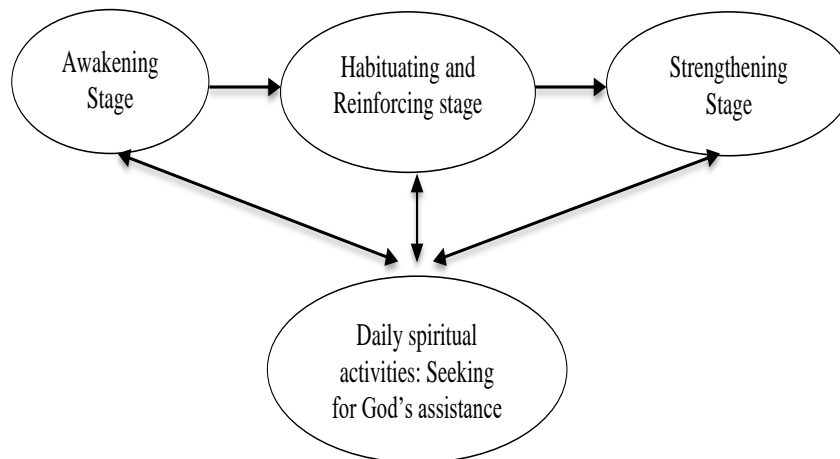 Awakening
Stage
Habituating and
Reinforcing stage
Strengthening
Stage
Daily spiritual
activities: Seeking
for God's assistance